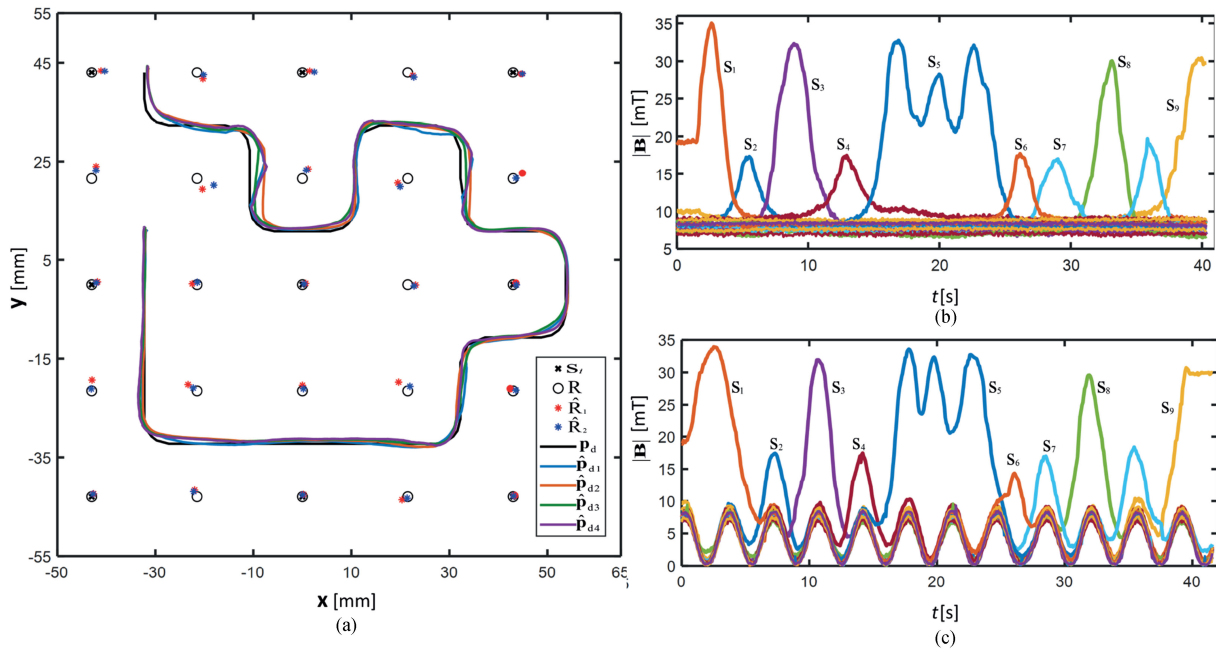 55
45
25
5
-15
-35
-55
-50
-30
-10
10
30
50
65
y [mm]
x [mm]
(a)
R
R̂₁
R̂₂
p_d
p̂_d1
p̂_d2
p̂_d3
p̂_d4
35
30
25
20
15
10
5
0
10
20
30
40
|B| [mT]
t[s]
(b)
S₁
S₂
S₃
S₄
S₅
S₆
S₇
S₈
S₉
35
30
25
20
15
10
5
0
0
10
20
30
40
|B| [mT]
t[s]
(c)
S₁
S₂
S₃
S₄
S₅
S₆
S₇
S₈
S₉